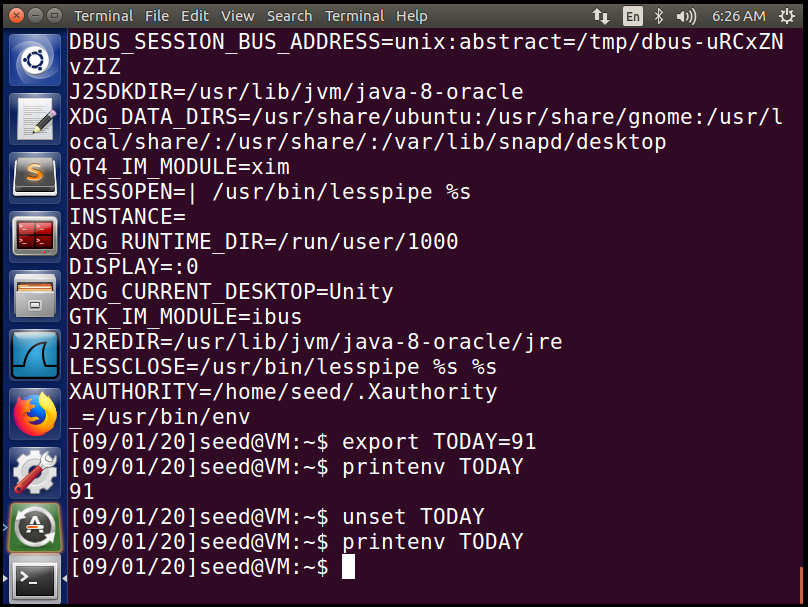 Terminal File Edit View Search Terminal Help En 6:26 AM
DBUS_SESSION_BUS_ADDRESS=unix:abstract=/tmp/dbus-uRCxZN
vZIZ
J2SDKDIR=/usr/lib/jvm/java-8-oracle
XDG_DATA_DIRS=/usr/share/ubuntu:/usr/share/gnome:/usr/l
ocal/share/:/usr/share/:/var/lib/snapd/desktop
QT4_IM_MODULE=xim
LESSOPEN=| /usr/bin/lesspipe %s
INSTANCE=
XDG_RUNTIME_DIR=/run/user/1000
DISPLAY=:0
XDG_CURRENT_DESKTOP=Unity
GTK_IM_MODULE=ibus
J2REDIR=/usr/lib/jvm/java-8-oracle/jre
LESSCLOSE=/usr/bin/lesspipe %s %s
XAUTHORITY=/home/seed/.Xauthority
_=/usr/bin/env
[09/01/20]seed@VM:~$ export TODAY=91
[09/01/20]seed@VM:~$ printenv TODAY
91
[09/01/20]seed@VM:~$ unset TODAY
[09/01/20]seed@VM:~$ printenv TODAY
[09/01/20]seed@VM:~$